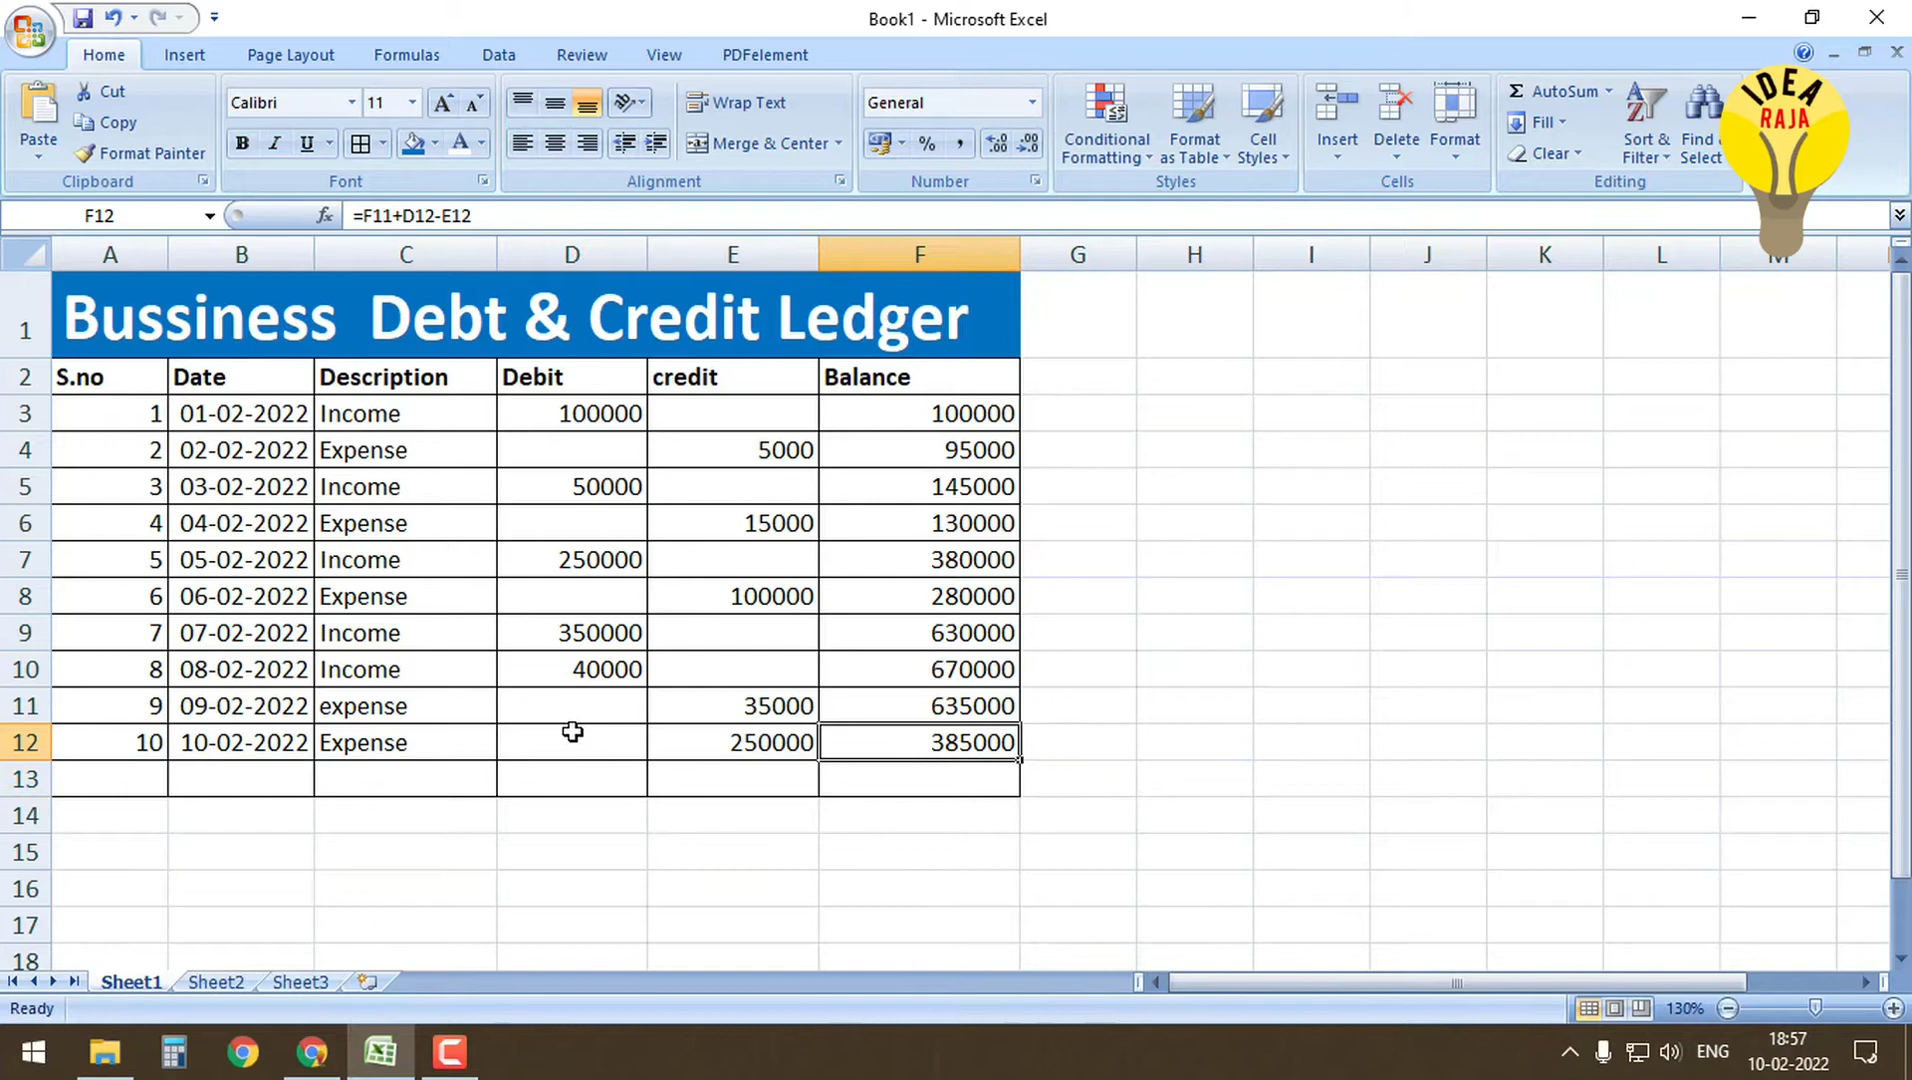 Book1 - Microsoft Excel
Home Insert Page Layout Formulas Data Review View PDFelement
Paste Cut Copy Format Painter Clipboard
Calibri 11 B I U Font
Wrap Text Merge & Center Alignment
General % , Number
Conditional Formatting Format as Table Cell Styles Styles
Insert Delete Format Cells
AutoSum Fill Clear Sort & Filter Find Select Editing
IDEA
RAJA
F12 fx =F11+D12-E12
A B C D E F G H I J K L M
1 Bussiness Debt & Credit Ledger
2 S.no Date Description Debit credit Balance
3 1 01-02-2022 Income 100000 100000
4 2 02-02-2022 Expense 5000 95000
5 3 03-02-2022 Income 50000 145000
6 4 04-02-2022 Expense 15000 130000
7 5 05-02-2022 Income 250000 380000
8 6 06-02-2022 Expense 100000 280000
9 7 07-02-2022 Income 350000 630000
10 8 08-02-2022 Income 40000 670000
11 9 09-02-2022 expense 35000 635000
12 10 10-02-2022 Expense 250000 385000
13
14
15
16
17
18
Sheet1 Sheet2 Sheet3
Ready 130%
ENG 18:57
10-02-2022